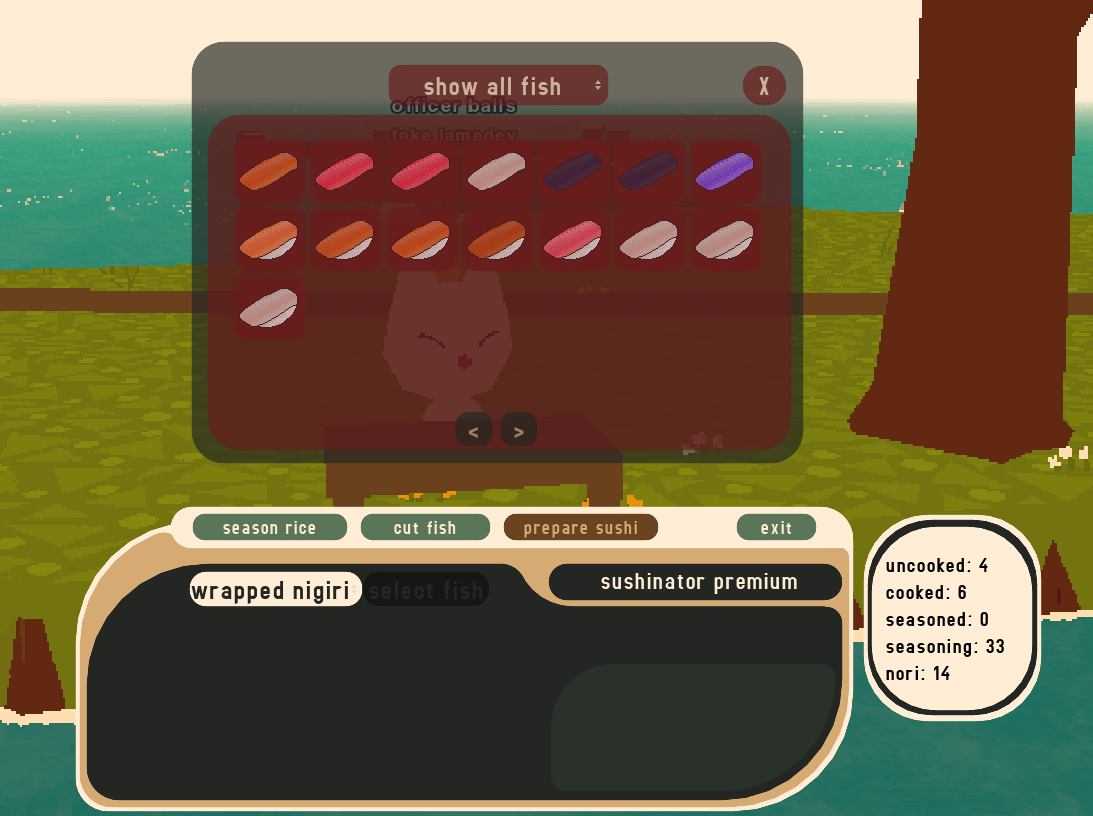 show all fish
X
officer balls
fake lamedev
< >
season rice
cut fish
prepare sushi
exit
wrapped nigiri
select fish
sushinator premium
uncooked: 4
cooked: 6
seasoned: 0
seasoning: 33
nori: 14